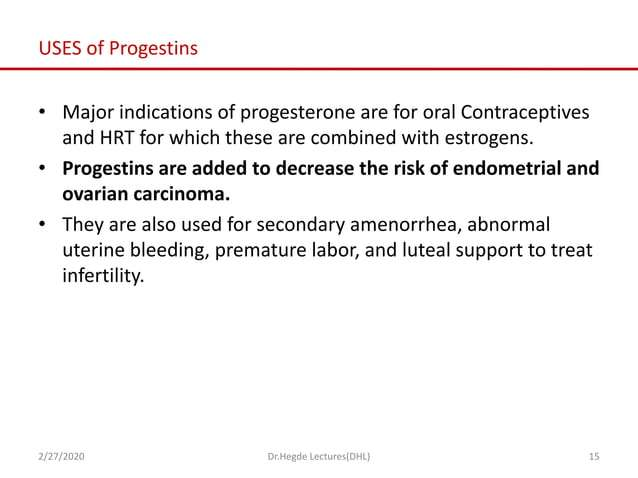 USES of Progestins
• Major indications of progesterone are for oral Contraceptives
and HRT for which these are combined with estrogens.
• Progestins are added to decrease the risk of endometrial and
ovarian carcinoma.
• They are also used for secondary amenorrhea, abnormal
uterine bleeding, premature labor, and luteal support to treat
infertility.
2/27/2020
Dr.Hegde Lectures(DHL)
15